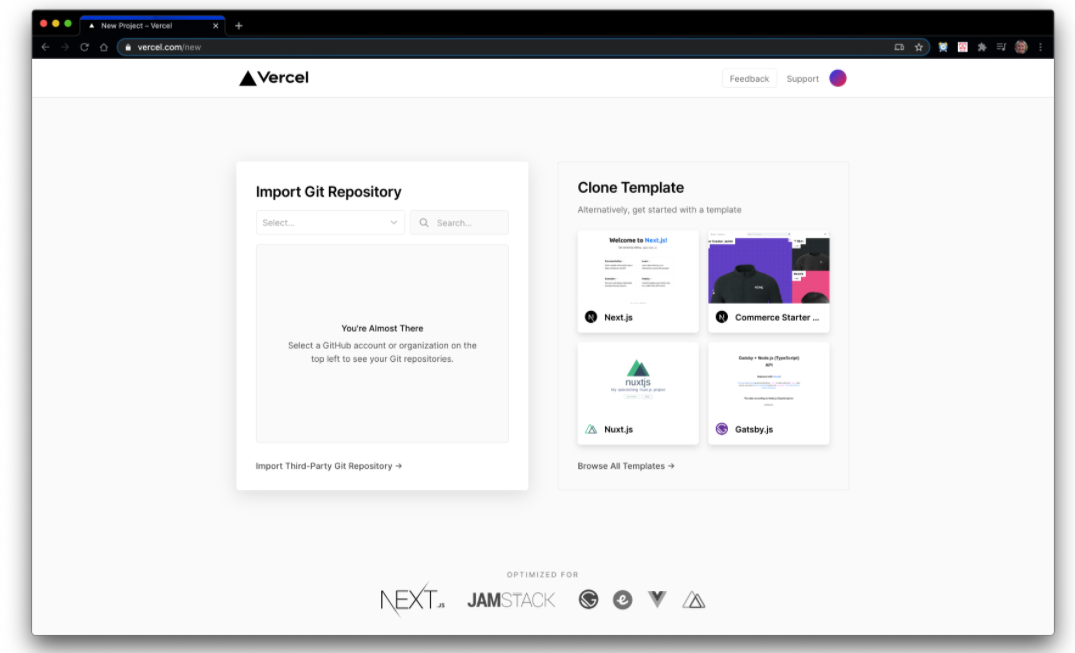 New Project – Vercel
vercel.com/new
Vercel
Feedback
Support
Import Git Repository
Select...
Search...
You're Almost There
Select a GitHub account or organization on the
top left to see your Git repositories.
Import Third-Party Git Repository →
Clone Template
Alternatively, get started with a template
Welcome to Next.js!
Next.js
Commerce Starter ...
nuxtjs
Nuxt.js
Gatsby + Node.js (TypeScript)
API
Gatsby.js
Browse All Templates →
OPTIMIZED FOR
NEXT.JS
JAMSTACK